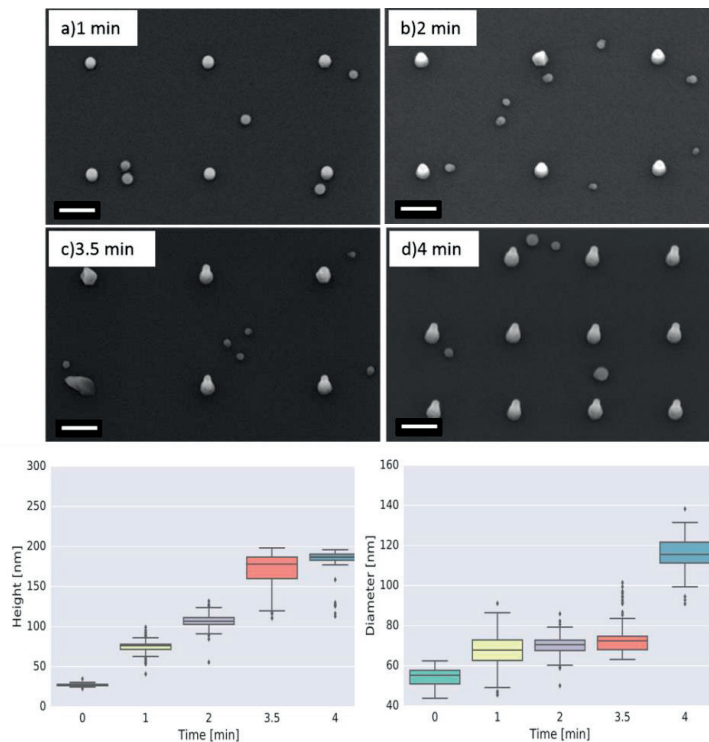 a)1 min
b)2 min
c)3.5 min
d)4 min
300
250
200
150
100
50
0
Height [nm]
0 1 2 3.5 4
Time [min]
160
140
120
100
80
60
40
Diameter [nm]
0 1 2 3.5 4
Time [min]